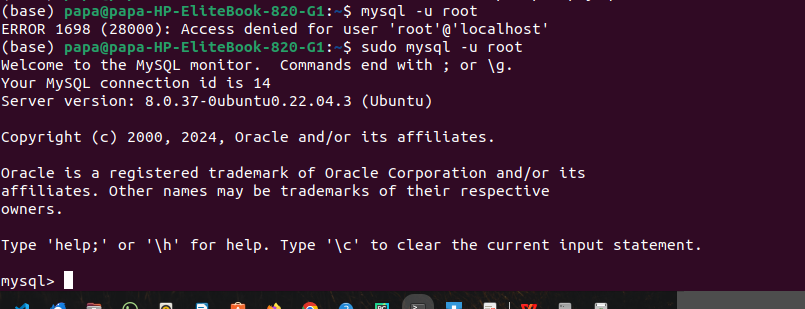 (base) papa@papa-HP-EliteBook-820-G1:~$ mysql -u root
ERROR 1698 (28000): Access denied for user 'root'@'localhost'
(base) papa@papa-HP-EliteBook-820-G1:~$ sudo mysql -u root
Welcome to the MySQL monitor.  Commands end with ; or \g.
Your MySQL connection id is 14
Server version: 8.0.37-0ubuntu0.22.04.3 (Ubuntu)
Copyright (c) 2000, 2024, Oracle and/or its affiliates.
Oracle is a registered trademark of Oracle Corporation and/or its
affiliates. Other names may be trademarks of their respective
owners.
Type 'help;' or '\h' for help. Type '\c' to clear the current input statement.
mysql>